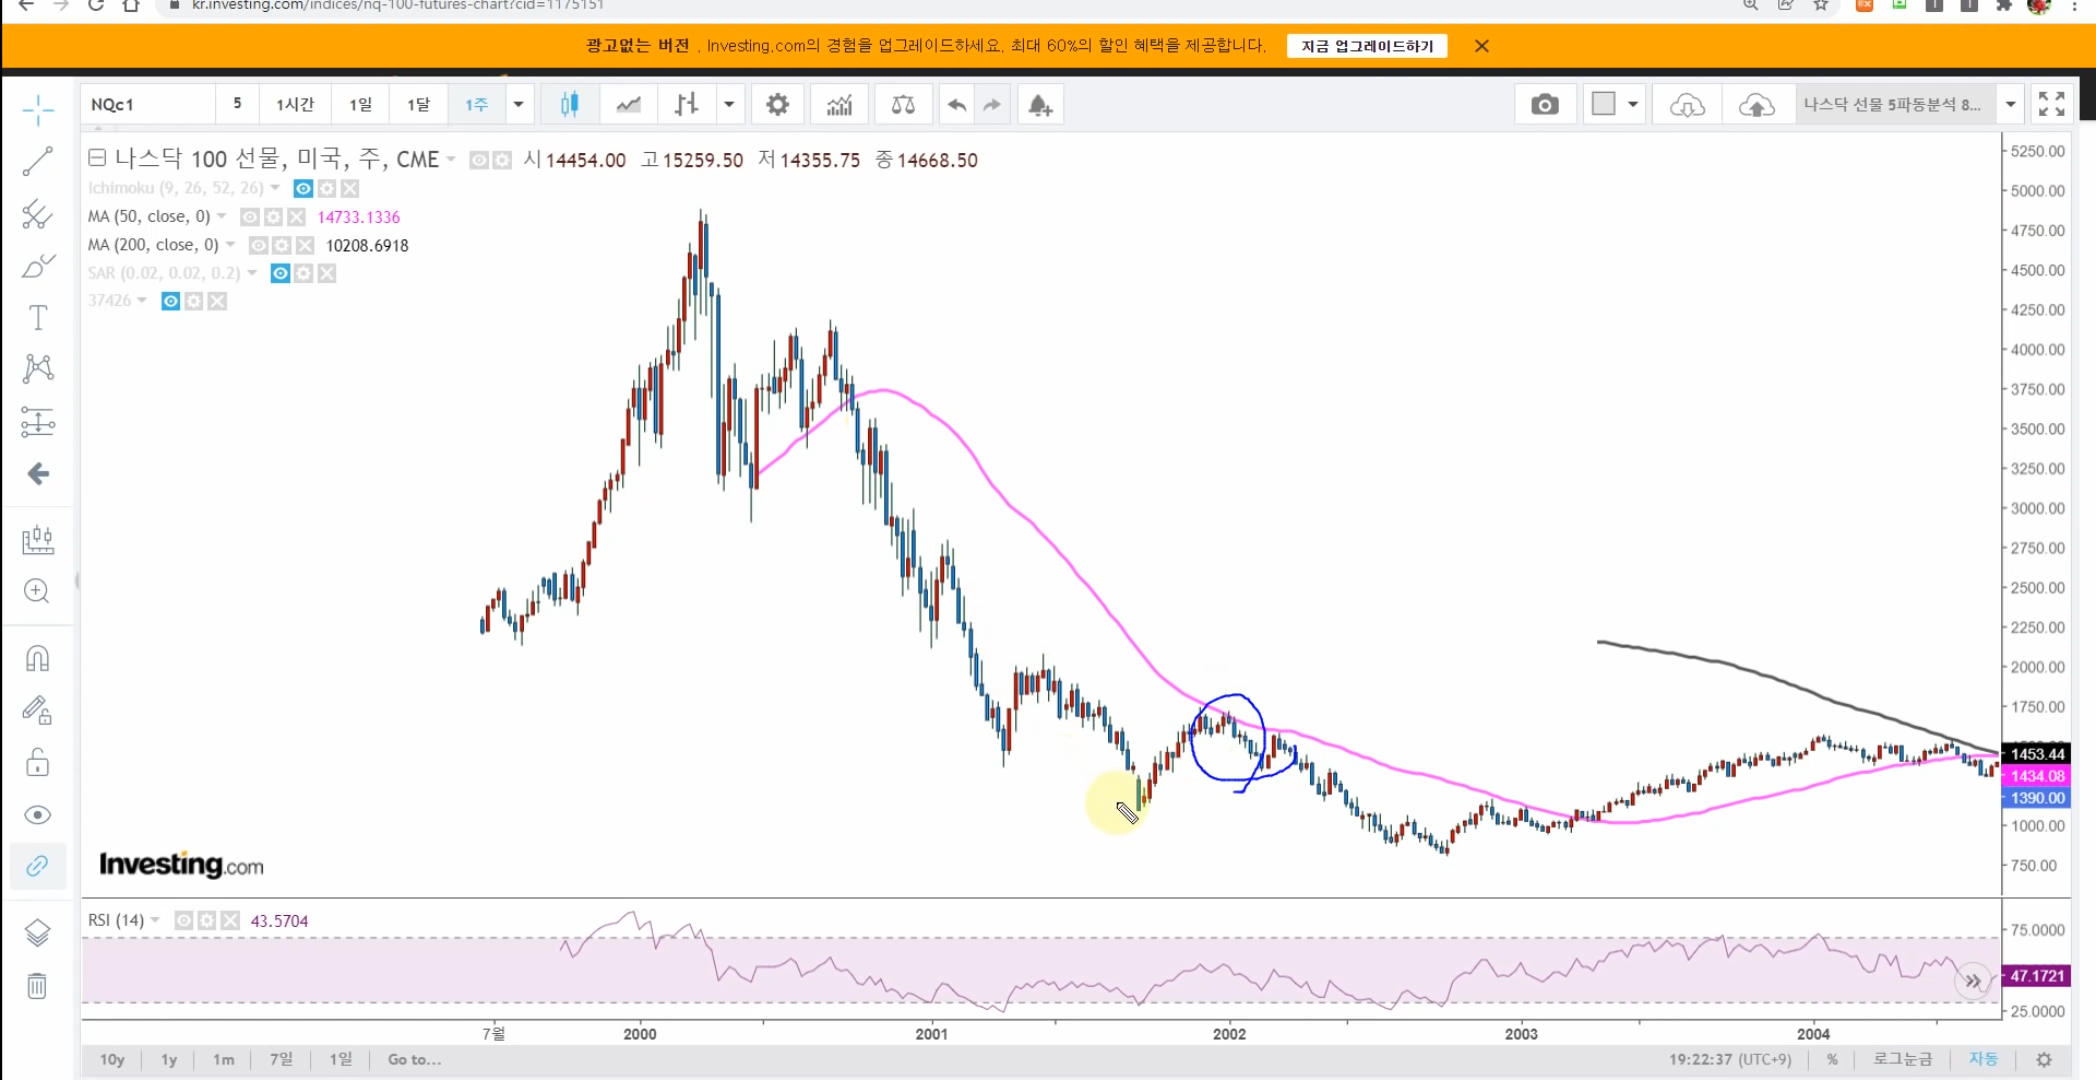 kr.investing.com/indices/nq-100-futures-chart?cid=1175151
광고없는 버전 . Investing.com의 경험을 업그레이드하세요. 최대 60%의 할인 혜택을 제공합니다. 지금 업그레이드하기
NQc1 5 1시간 1일 1달 1주 나스닥 선물 5파동분석 8...
나스닥 100 선물, 미국, 주, CME 시 14454.00 고 15259.50 저 14355.75 종 14668.50
Ichimoku (9, 26, 52, 26)
MA (50, close, 0) 14733.1336
MA (200, close, 0) 10208.6918
SAR (0.02, 0.02, 0.2)
37426
5250.00
5000.00
4750.00
4500.00
4250.00
4000.00
3750.00
3500.00
3250.00
3000.00
2750.00
2500.00
2250.00
2000.00
1750.00
1453.44
1434.08
1390.00
1000.00
750.00
Investing.com
RSI (14) 43.5704
75.0000
47.1721
25.0000
7월 2000 2001 2002 2003 2004
10y 1y 1m 7일 1일 Go to... 19:22:37 (UTC+9) % 로그눈금 자동